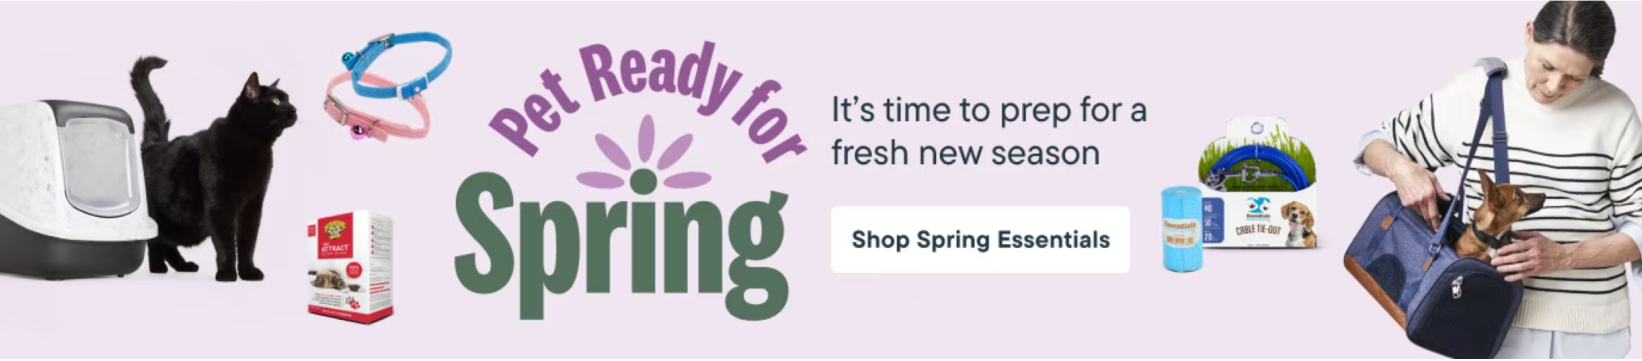 Pet Ready for
Spring
It's time to prep for a
fresh new season
Shop Spring Essentials
ATTRACT
CABLE TIE-OUT